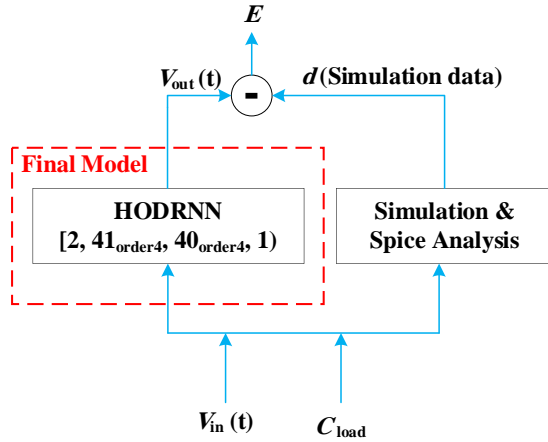 E
Vout (t)
d (Simulation data)
-
Final Model
HODRNN
[2, 41order4, 40order4, 1)
Simulation &
Spice Analysis
Vin (t)
Cload